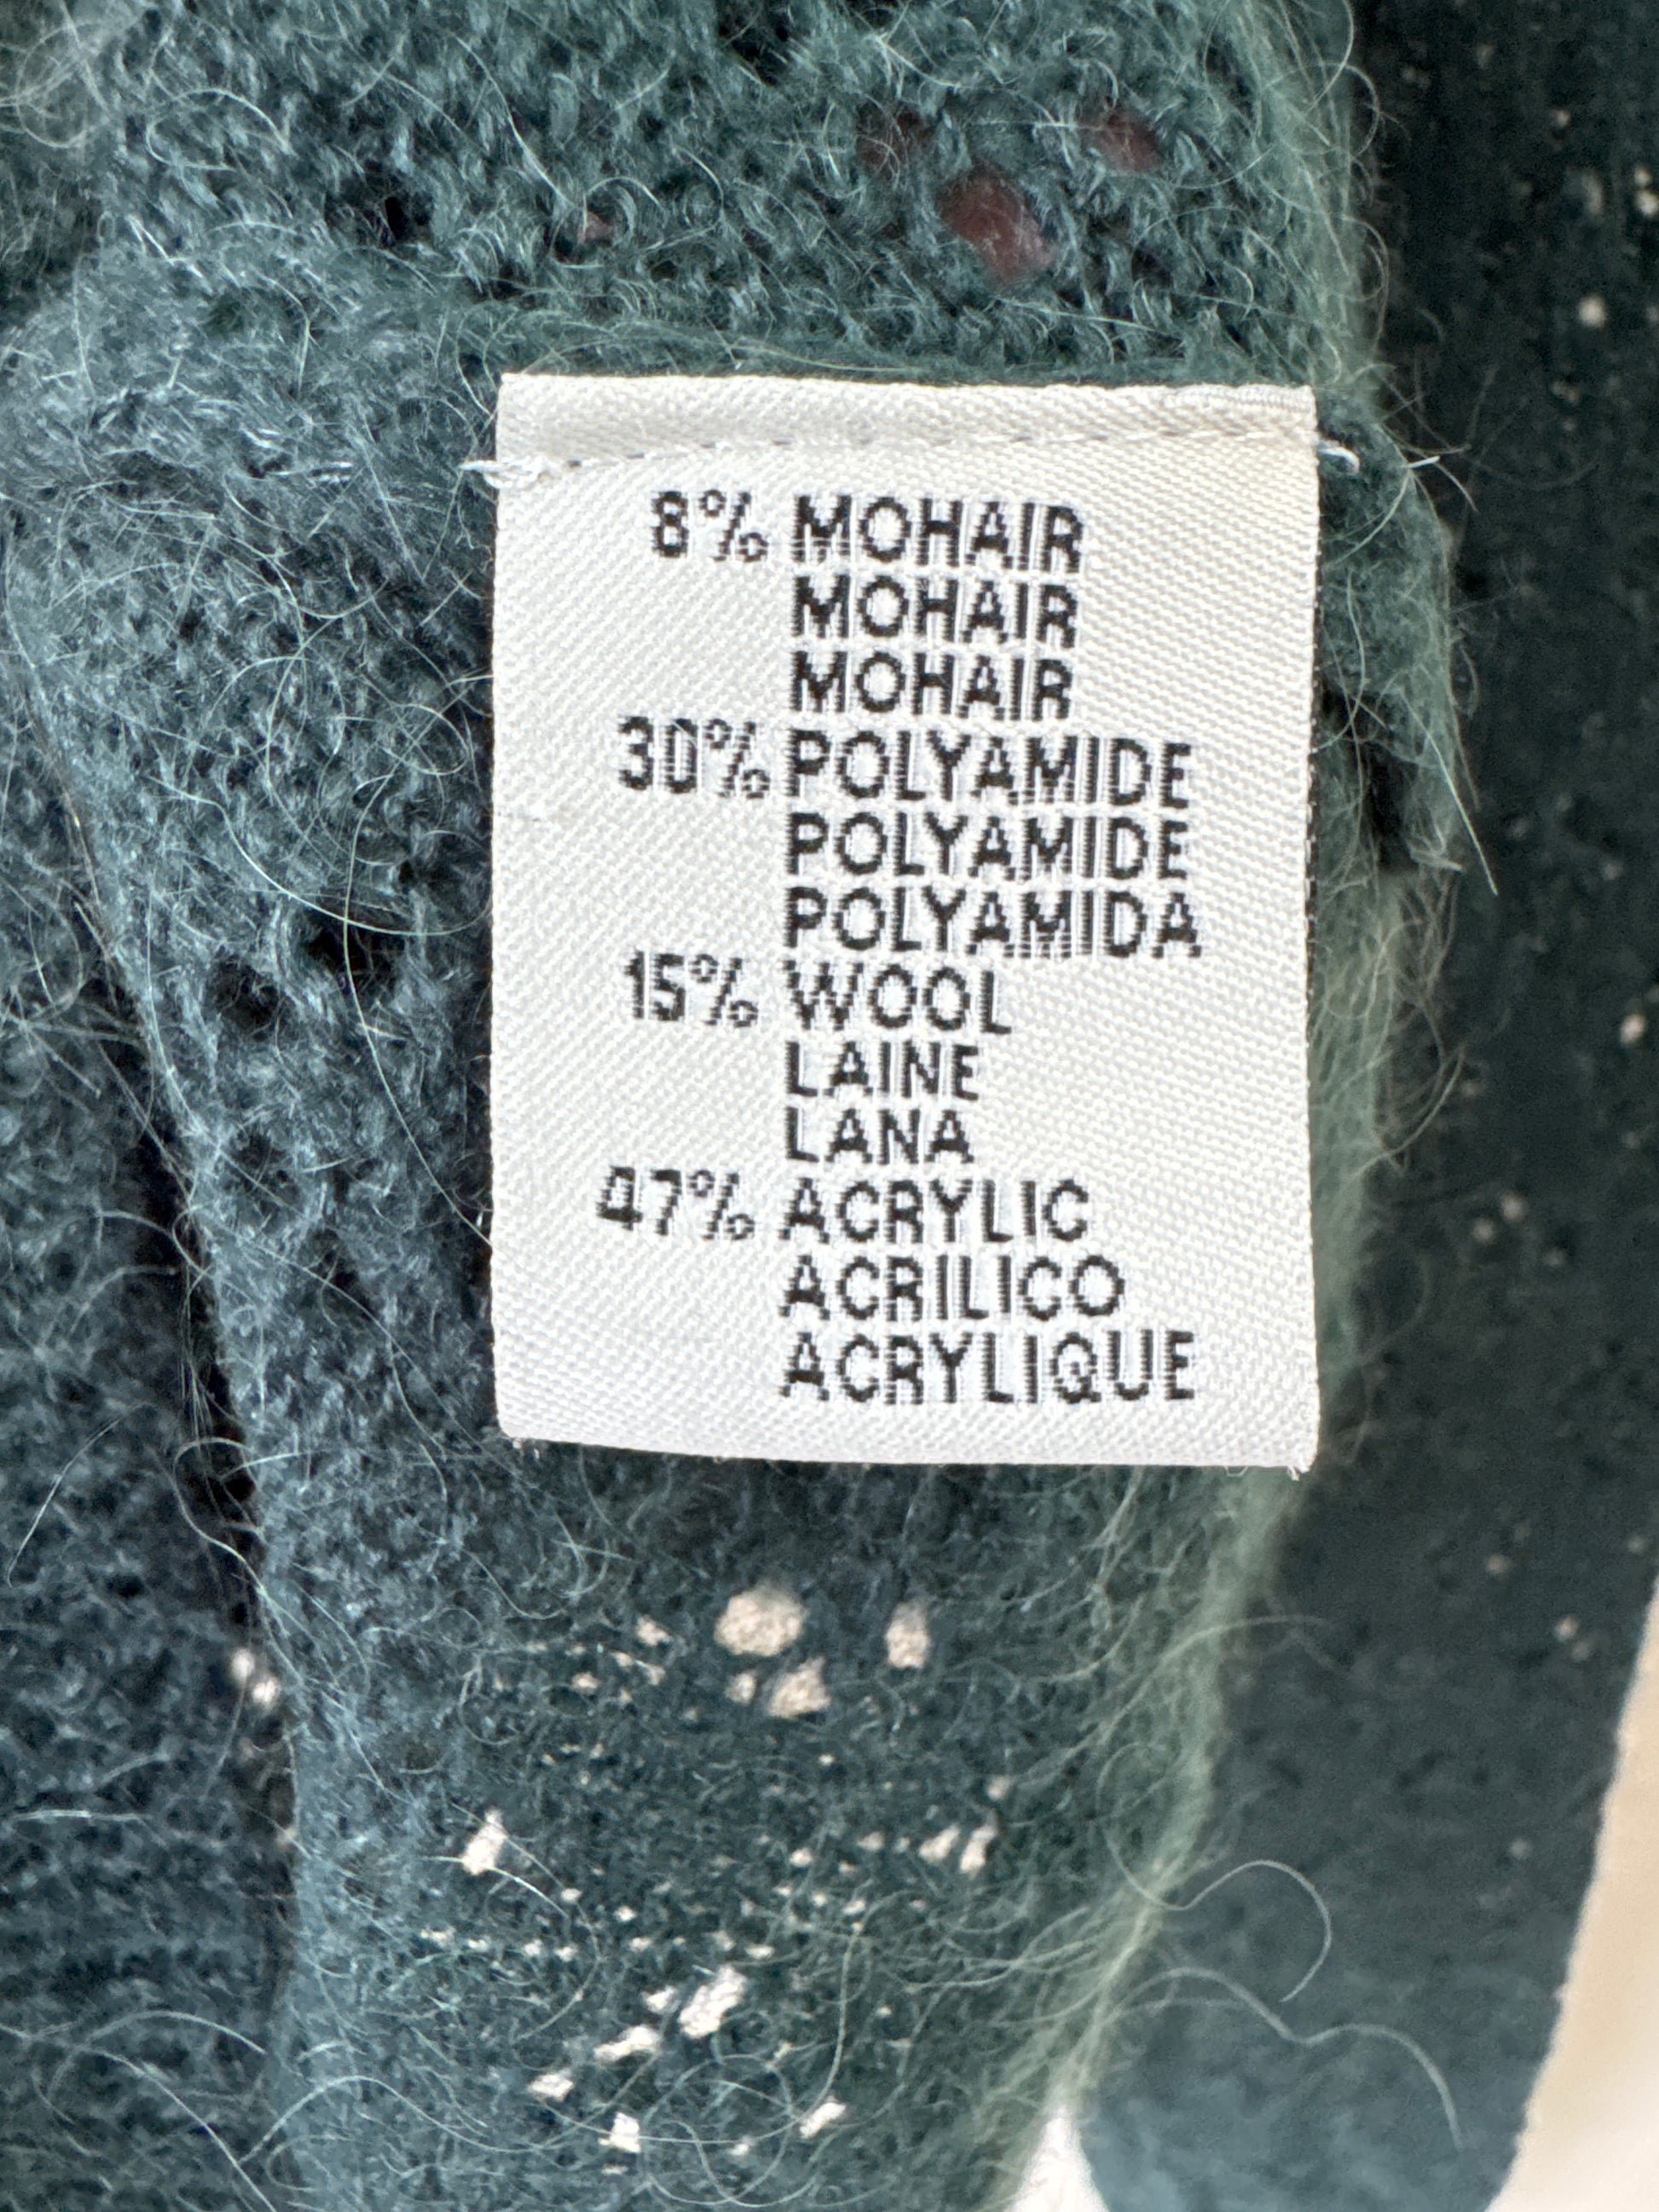 8% MOHAIR
MOHAIR
MOHAIR
30% POLYAMIDE
POLYAMIDE
POLYAMIDA
15% WOOL
LAINE
LANA
47% ACRYLIC
ACRILICO
ACRYLIQUE